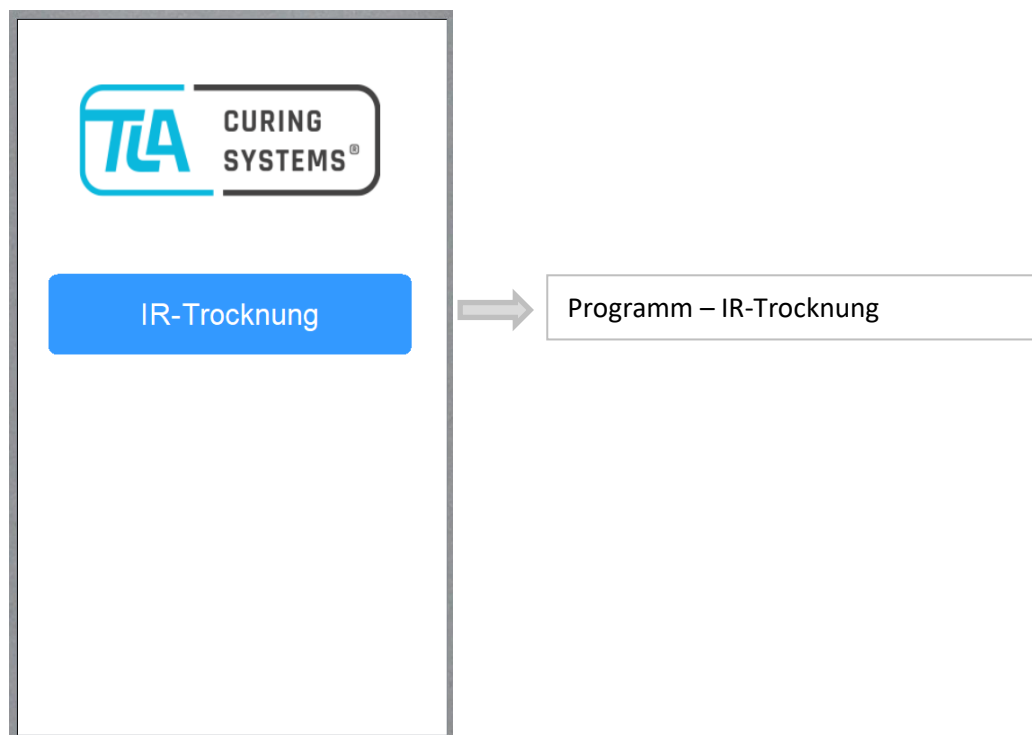 TLA
CURING
SYSTEMS®
IR-Trocknung
Programm – IR-Trocknung